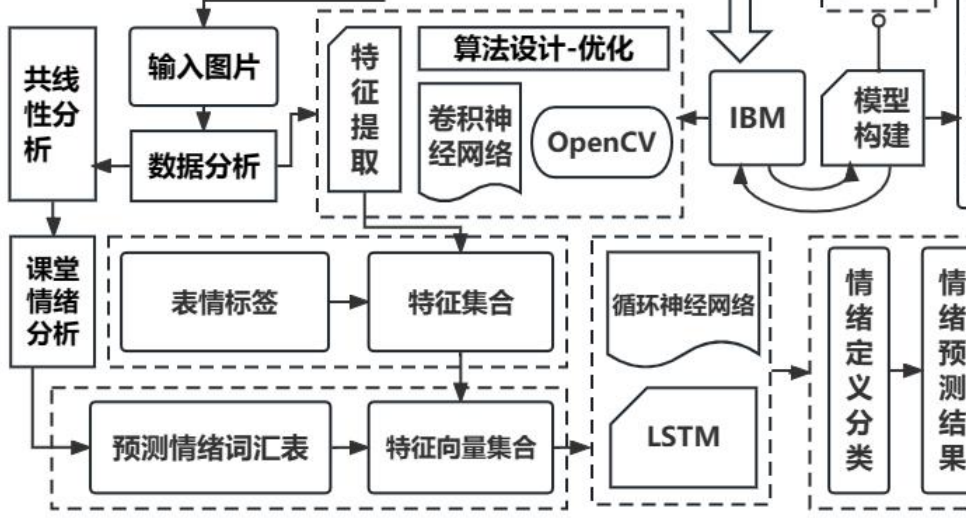 共线
性分
析
输入图片
数据分析
特
征
提
取
算法设计-优化
卷积神
经网络
OpenCV
IBM
模型
构建
课堂
情绪
分析
表情标签
特征集合
预测情绪词汇表
特征向量集合
循环神经网络
LSTM
情
绪
定
义
分
类
情
绪
预
测
结
果